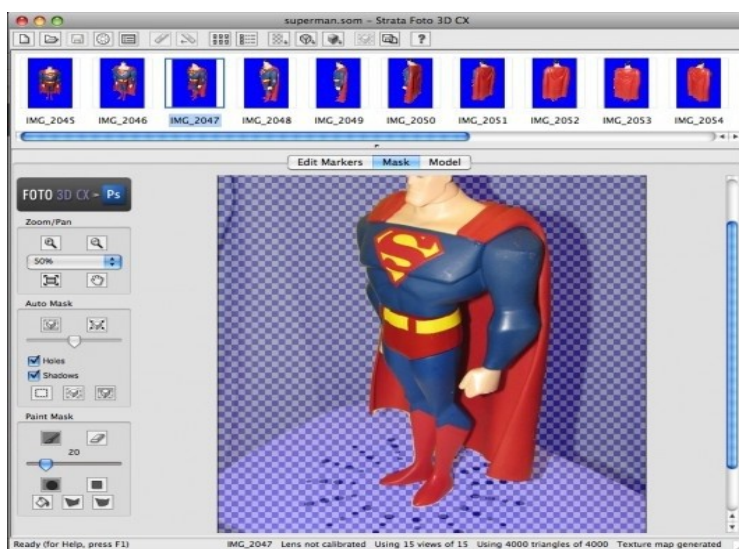 superman.som – Strata Foto 3D CX
IMG_2045 IMG_2046 IMG_2047 IMG_2048 IMG_2049 IMG_2050 IMG_2051 IMG_2052 IMG_2053 IMG_2054
Edit Markers Mask Model
FOTO 3D CX – Ps
Zoom/Pan
50%
Auto Mask
Holes
Shadows
Paint Mask
20
S
Ready (for Help, press F1) IMG_2047 Lens not calibrated Using 15 views of 15 Using 4000 triangles of 4000 Texture map generated